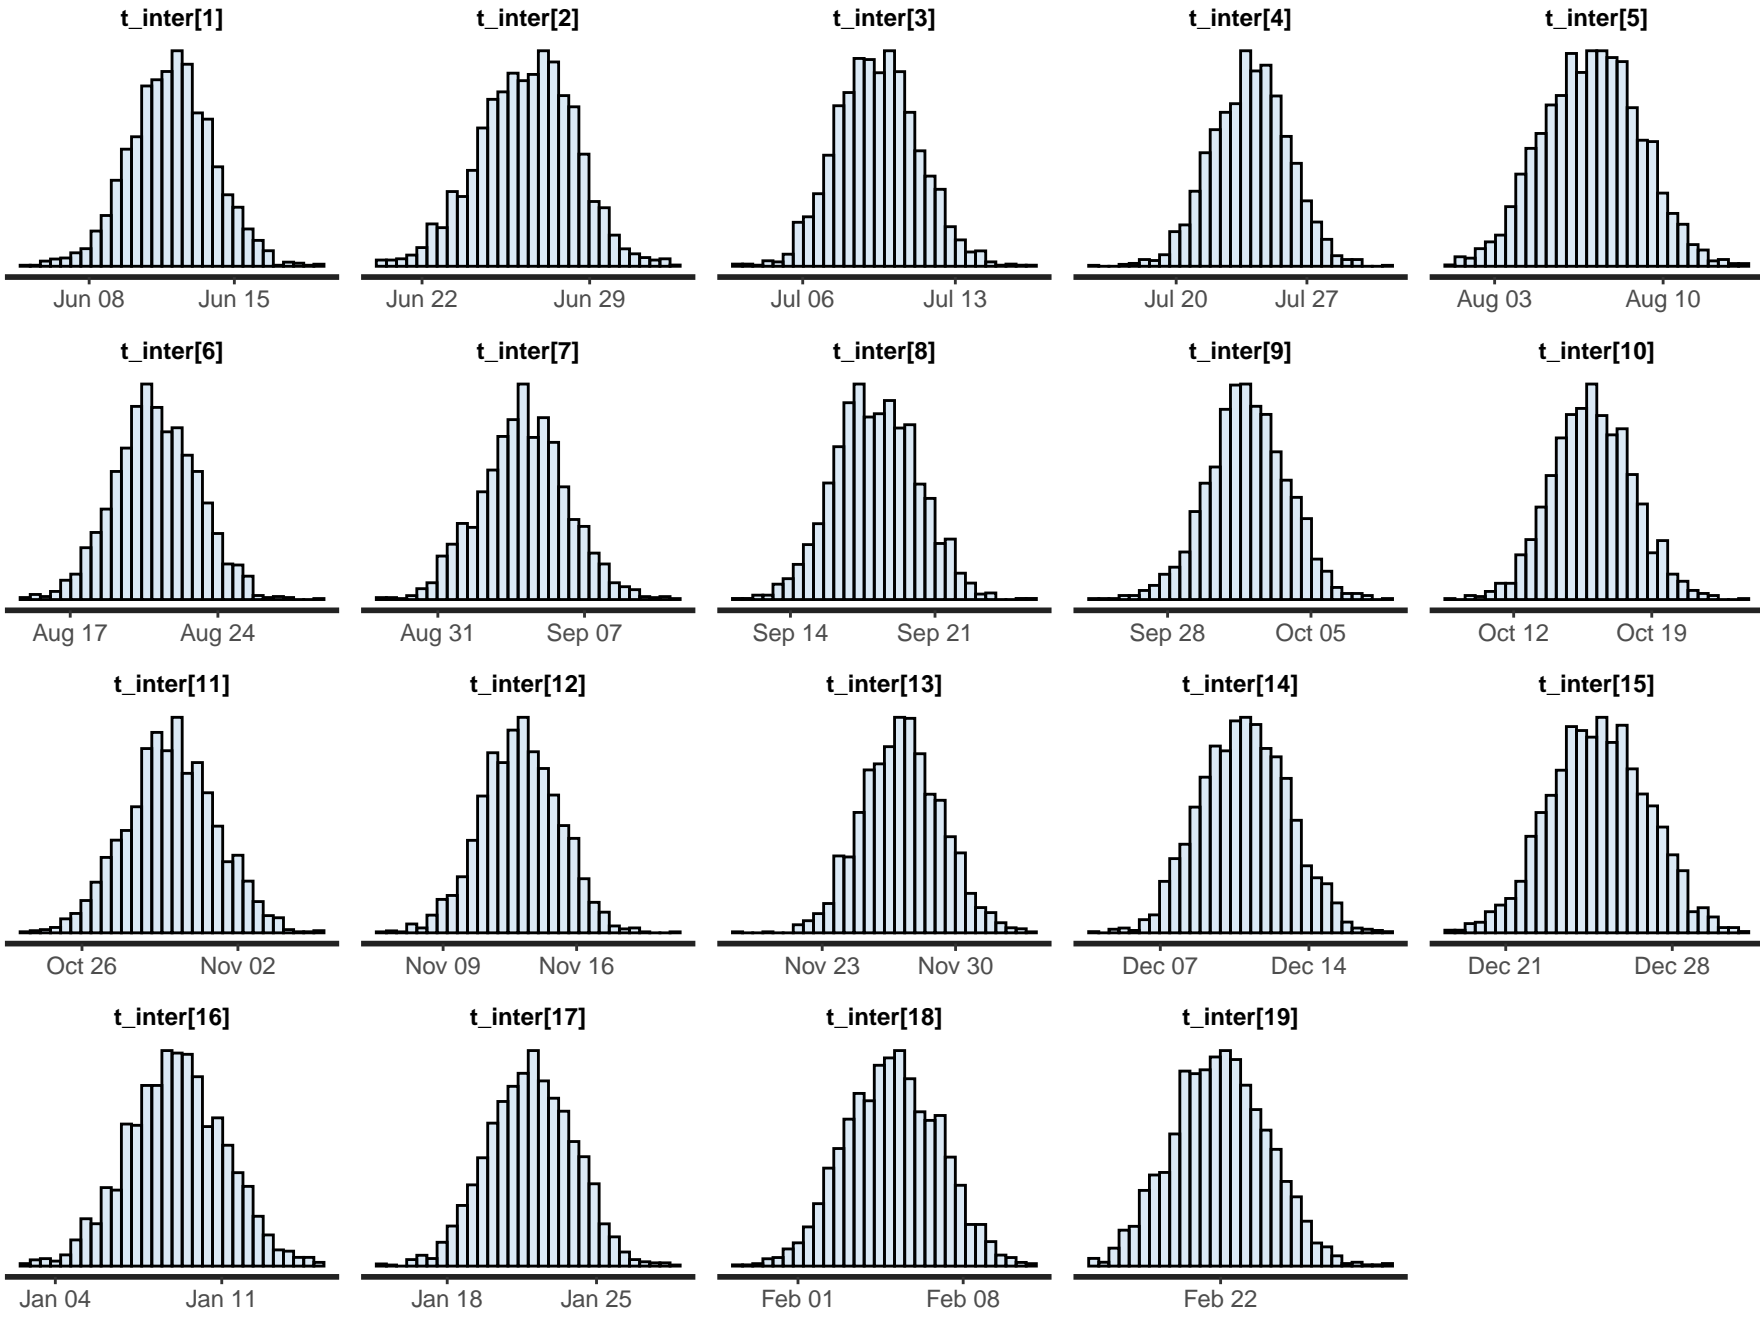 t_inter[1] t_inter[2] t_inter[3] t_inter[4] t_inter[5]
Jun 08 Jun 15 Jun 22 Jun 29 Jul 06 Jul 13 Jul 20 Jul 27 Aug 03 Aug 10
t_inter[6] t_inter[7] t_inter[8] t_inter[9] t_inter[10]
Aug 17 Aug 24 Aug 31 Sep 07 Sep 14 Sep 21 Sep 28 Oct 05 Oct 12 Oct 19
t_inter[11] t_inter[12] t_inter[13] t_inter[14] t_inter[15]
Oct 26 Nov 02 Nov 09 Nov 16 Nov 23 Nov 30 Dec 07 Dec 14 Dec 21 Dec 28
t_inter[16] t_inter[17] t_inter[18] t_inter[19]
Jan 04 Jan 11 Jan 18 Jan 25 Feb 01 Feb 08 Feb 22